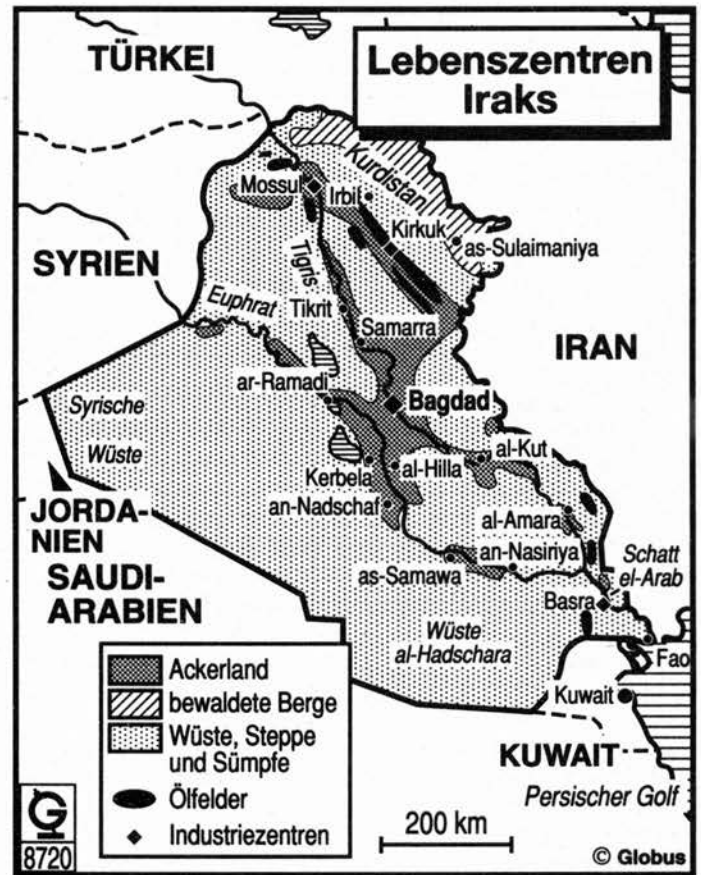 TÜRKEI
Lebenszentren
Iraks
Kurdistan
Mossul
Irbil
Kirkuk
as-Sulaimaniya
SYRIEN
Tigris
Euphrat
Tikrit
Samarra
IRAN
ar-Ramadi
Bagdad
Syrische
Wüste
al-Kut
Kerbela
al-Hilla
an-Nadschaf
al-Amara
JORDA-
NIEN
an-Nasiriya
Schatt
el-Arab
SAUDI-
ARABIEN
as-Samawa
Basra
Wüste
al-Hadschara
Fao
Ackerland
bewaldete Berge
Kuwait
Wüste, Steppe
und Sümpfe
KUWAIT
Ölfelder
Persischer Golf
Industriezentren
200 km
8720
© Globus